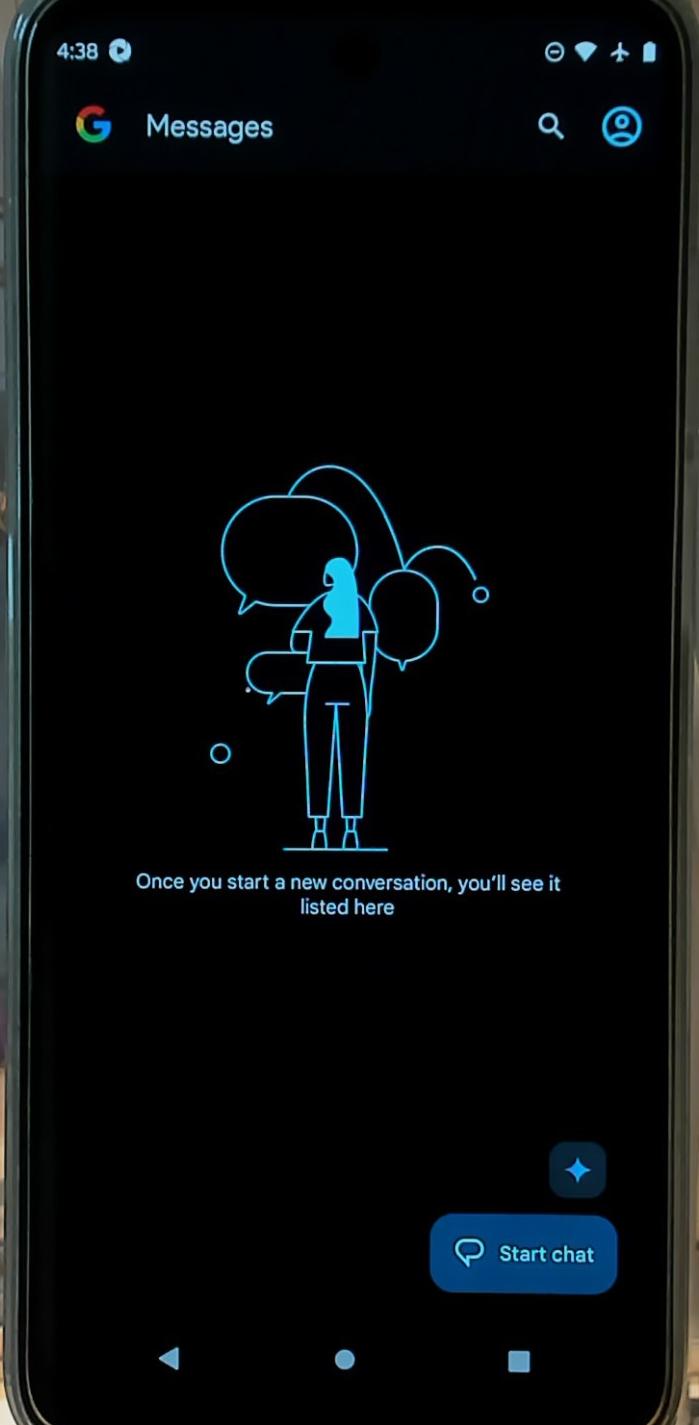 4:38
Messages
Once you start a new conversation, you'll see it
listed here
Start chat